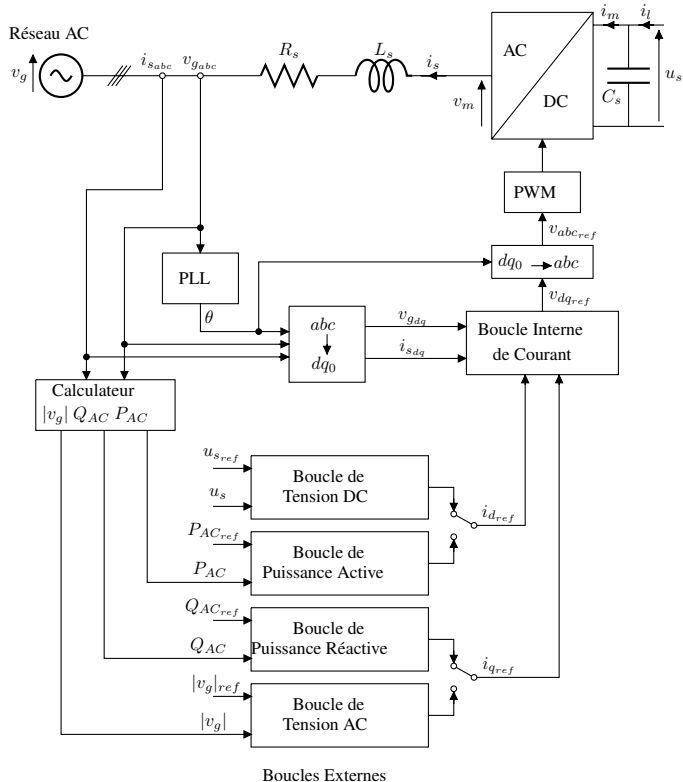 Réseau AC
v_g
i_{s_{abc}}
v_{g_{abc}}
R_s
L_s
i_s
v_m
AC
DC
i_m
i_l
C_s
u_s
PWM
v_{abc_{ref}}
dq_0 → abc
v_{dq_{ref}}
PLL
θ
abc
↓
dq_0
v_{g_{dq}}
i_{s_{dq}}
Boucle Interne
de Courant
Calculateur
|v_g| Q_{AC} P_{AC}
u_{s_{ref}}
u_s
Boucle de
Tension DC
i_{d_{ref}}
P_{AC_{ref}}
P_{AC}
Boucle de
Puissance Active
Q_{AC_{ref}}
Q_{AC}
Boucle de
Puissance Réactive
i_{q_{ref}}
|v_g|_{ref}
|v_g|
Boucle de
Tension AC
Boucles Externes